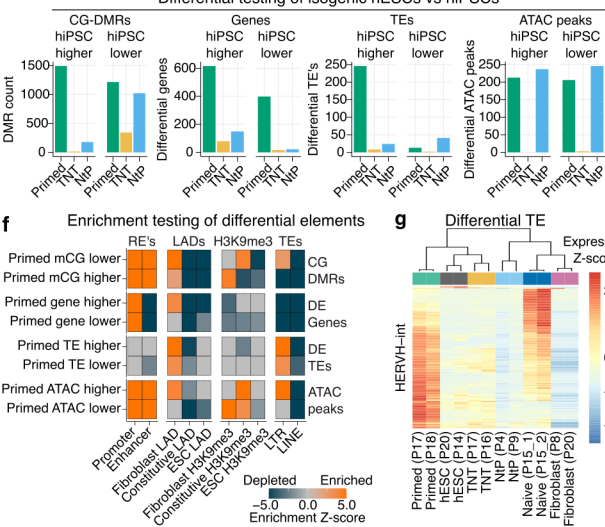 Differential testing of isogenic hESCs vs hiPSCs
CG-DMRs
hiPSC higher
hiPSC lower
DMR count
1500
1000
500
0
Primed
TNT
NtP
Primed
TNT
NtP
Genes
hiPSC higher
hiPSC lower
Differential genes
600
400
200
0
Primed
TNT
NtP
Primed
TNT
NtP
TEs
hiPSC higher
hiPSC lower
Differential TE's
250
200
150
100
50
0
Primed
TNT
NtP
Primed
TNT
NtP
ATAC peaks
hiPSC higher
hiPSC lower
Differential ATAC peaks
250
200
150
100
50
0
Primed
TNT
NtP
Primed
TNT
NtP
f
Enrichment testing of differential elements
RE's LADs H3K9me3 TEs
Primed mCG lower
Primed mCG higher
CG
DMRs
Primed gene higher
Primed gene lower
DE
Genes
Primed TE higher
Primed TE lower
DE
TEs
Primed ATAC higher
Primed ATAC lower
ATAC
peaks
Promoter
Enhancer
Fibroblast LAD
Constitutive LAD
ESC LAD
Fibroblast H3K9me3
Constitutive H3K9me3
ESC H3K9me3
LTR
LINE
Depleted Enriched
−5.0 0.0 5.0
Enrichment Z-score
g
Differential TE
Expres
Z-sco
HERVH−int
Primed (P17)
Primed (P18)
hESC (P20)
hESC (P14)
TNT (P17)
TNT (P16)
NtP (P4)
NtP (P9)
Naive (P15_1)
Naive (P15_2)
Fibroblast (P8)
Fibroblast (P20)